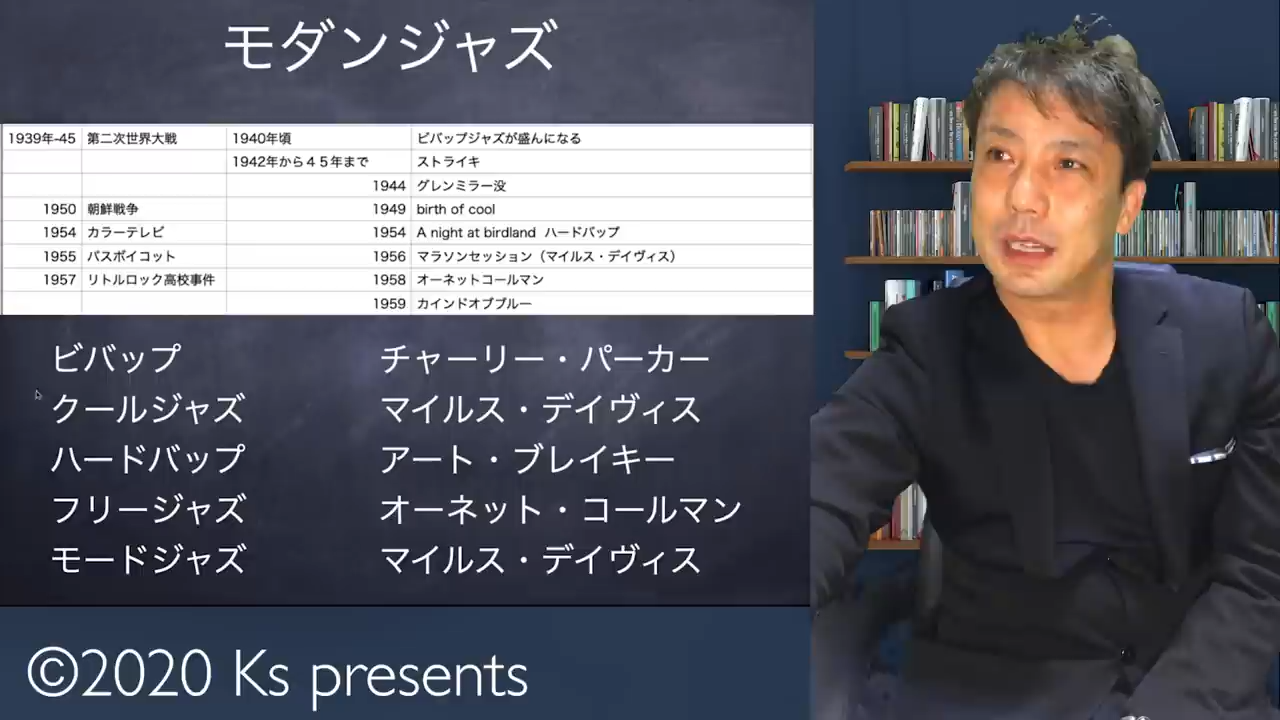 モダンジャズ
1939年-45 第二次世界大戦 1940年頃 ビバップジャズが盛んになる
1942年から４５年まで ストライキ
1944 グレンミラー没
1950 朝鮮戦争 1949 birth of cool
1954 カラーテレビ 1954 A night at birdland ハードバップ
1955 バスボイコット 1956 マラソンセッション（マイルス・デイヴィス）
1957 リトルロック高校事件 1958 オーネットコールマン
1959 カインドオブブルー
ビバップ チャーリー・パーカー
クールジャズ マイルス・デイヴィス
ハードバップ アート・ブレイキー
フリージャズ オーネット・コールマン
モードジャズ マイルス・デイヴィス
©2020 Ks presents